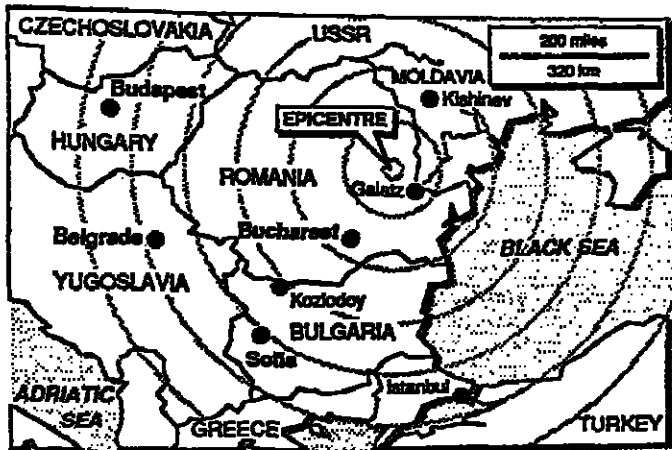 CZECHOSLOVAKIA
USSR
200 miles
320 km
MOLDAVIA
Kishinev
Budapest
EPICENTRE
HUNGARY
ROMANIA
Galatz
Belgrade
Bucharest
BLACK SEA
YUGOSLAVIA
Kozlodoy
BULGARIA
Sofia
ADRIATIC
SEA
Istanbul
GREECE
TURKEY